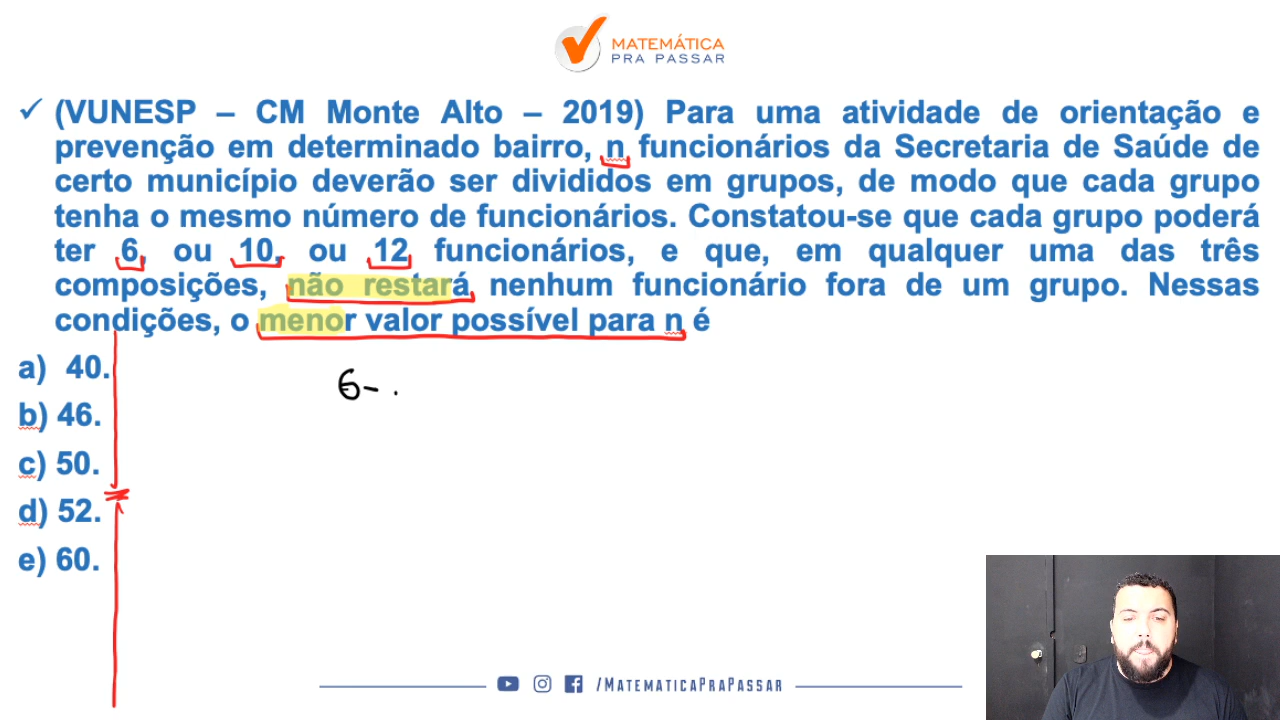 MATEMÁTICA
PRA PASSAR
✓ (VUNESP – CM Monte Alto – 2019) Para uma atividade de orientação e
prevenção em determinado bairro, n funcionários da Secretaria de Saúde de
certo município deverão ser divididos em grupos, de modo que cada grupo
tenha o mesmo número de funcionários. Constatou-se que cada grupo poderá
ter 6, ou 10, ou 12 funcionários, e que, em qualquer uma das três
composições, não restará nenhum funcionário fora de um grupo. Nessas
condições, o menor valor possível para n é
a) 40.
6- .
b) 46.
c) 50.
d) 52.
e) 60.
/MATEMATICAPRAPASSAR